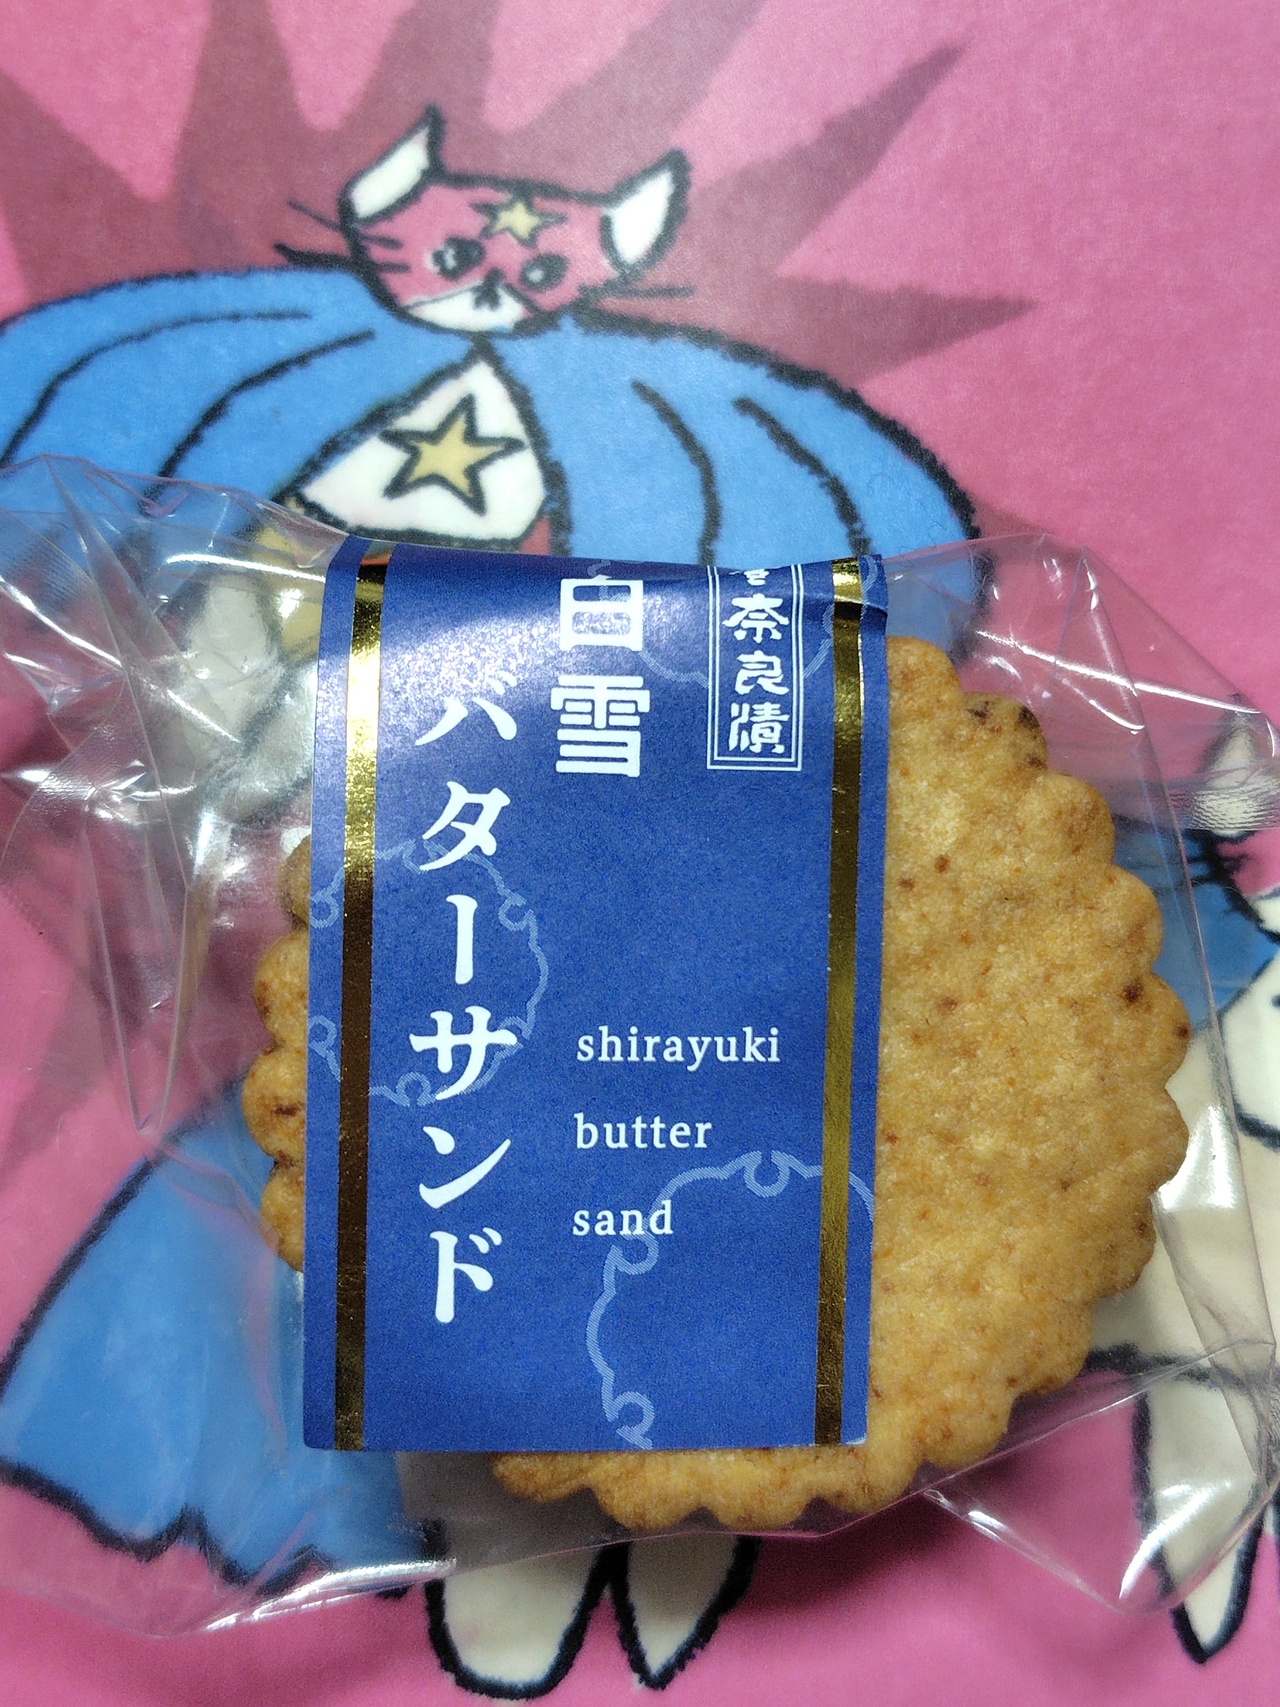 奈良漬
白雪
バターサンド
shirayuki
butter
sand